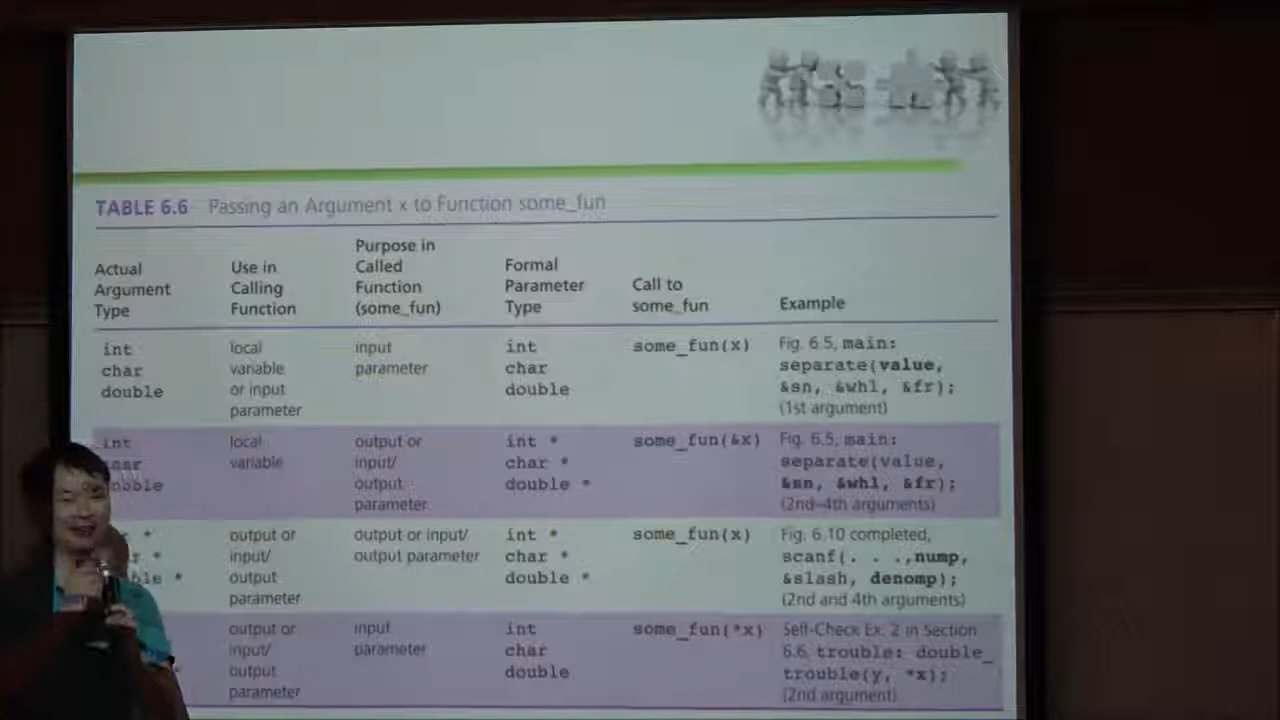 TABLE 6.6 Passing an Argument x to Function some_fun
Actual Argument Type
Use in Calling Function
Purpose in Called Function (some_fun)
Formal Parameter Type
Call to some_fun
Example
int
char
double
local
variable
or input
parameter
input
parameter
int
char
double
some_fun(x)
Fig. 6.5, main:
separate(value,
&sn, &whl, &fr);
(1st argument)
int
local
variable
output or
input/
output
parameter
int *
char *
double *
some_fun(&x)
Fig. 6.5, main:
separate(value,
&sn, &whl, &fr);
(2nd–4th arguments)
*
*
*
output or
input/
output
parameter
output or input/
output parameter
int *
char *
double *
some_fun(x)
Fig. 6.10 completed,
scanf(. . .,nump,
&slash, denomp);
(2nd and 4th arguments)
output or
input/
output
parameter
input
parameter
int
char
double
some_fun(*x)
Self-Check Ex. 2 in Section
6.6, trouble: double_
trouble(y, *x);
(2nd argument)